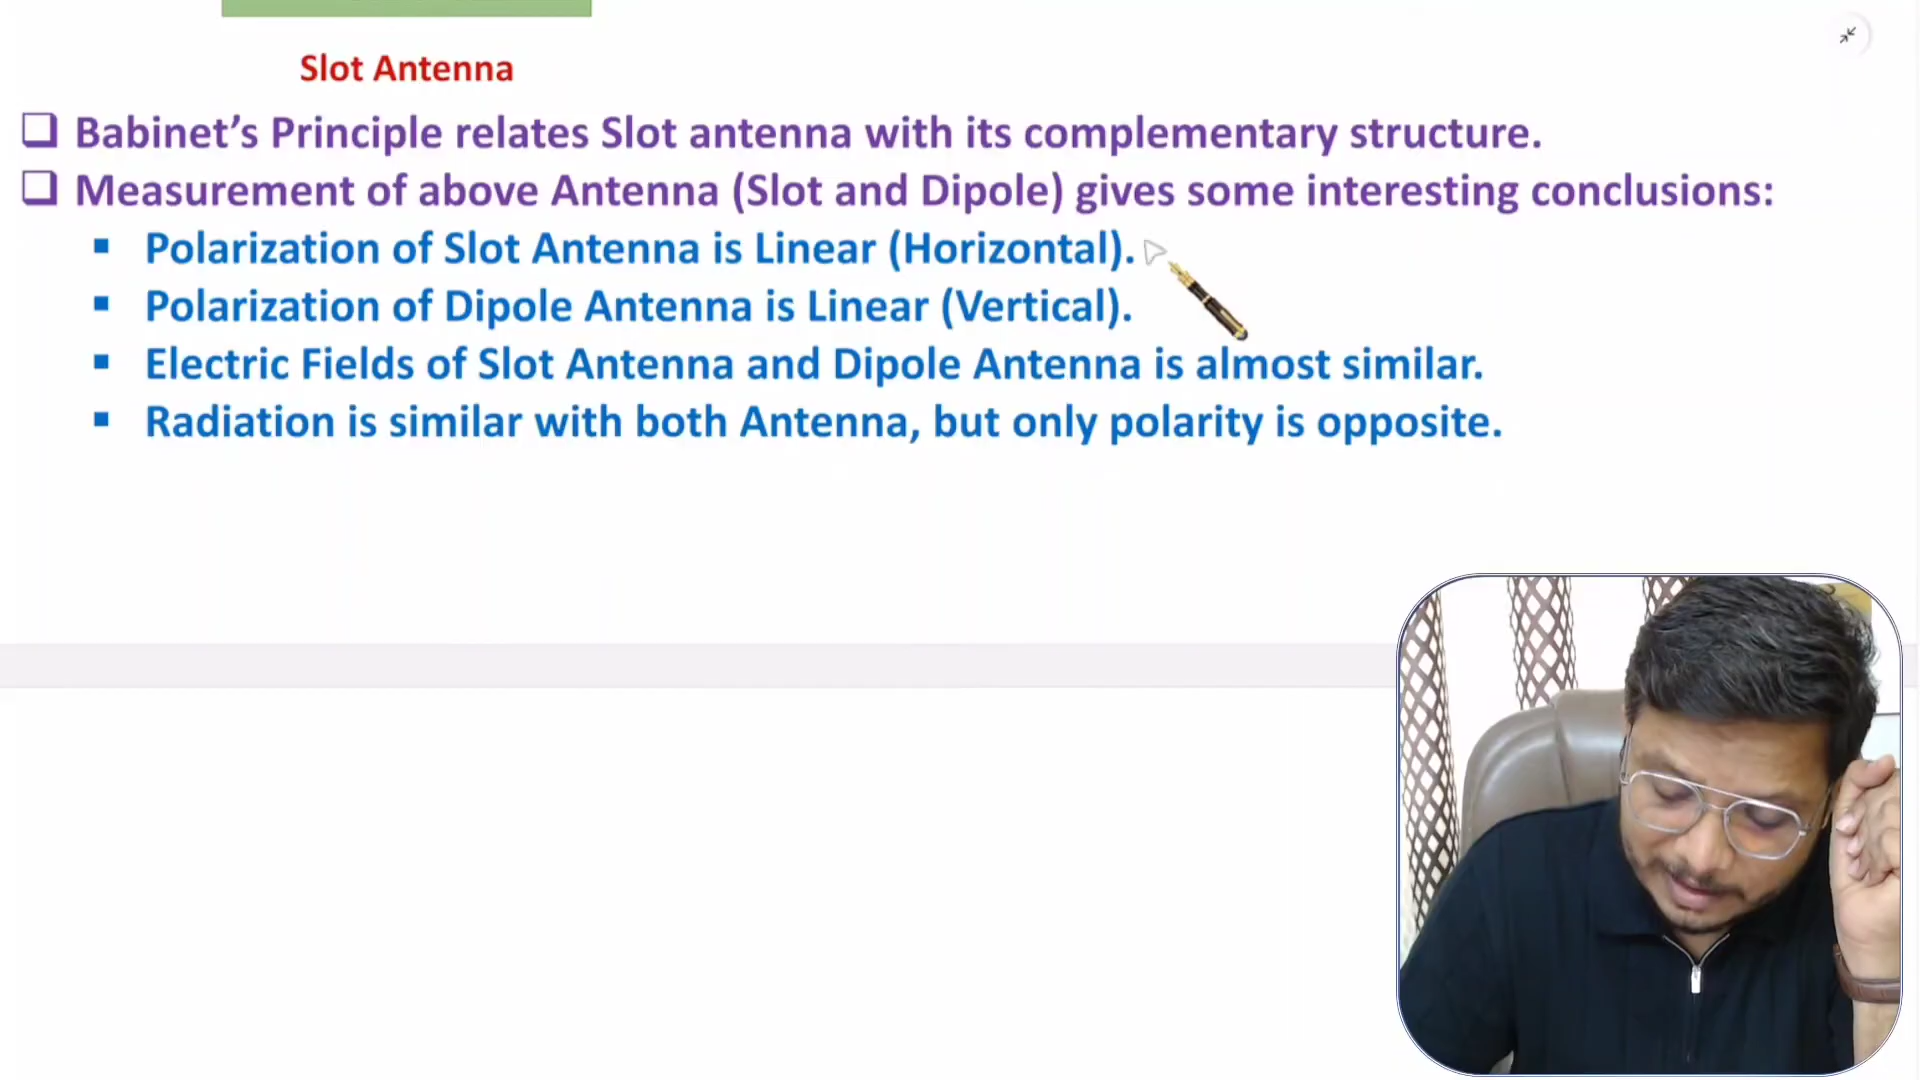 Slot Antenna
Babinet’s Principle relates Slot antenna with its complementary structure.
Measurement of above Antenna (Slot and Dipole) gives some interesting conclusions:
Polarization of Slot Antenna is Linear (Horizontal).
Polarization of Dipole Antenna is Linear (Vertical).
Electric Fields of Slot Antenna and Dipole Antenna is almost similar.
Radiation is similar with both Antenna, but only polarity is opposite.